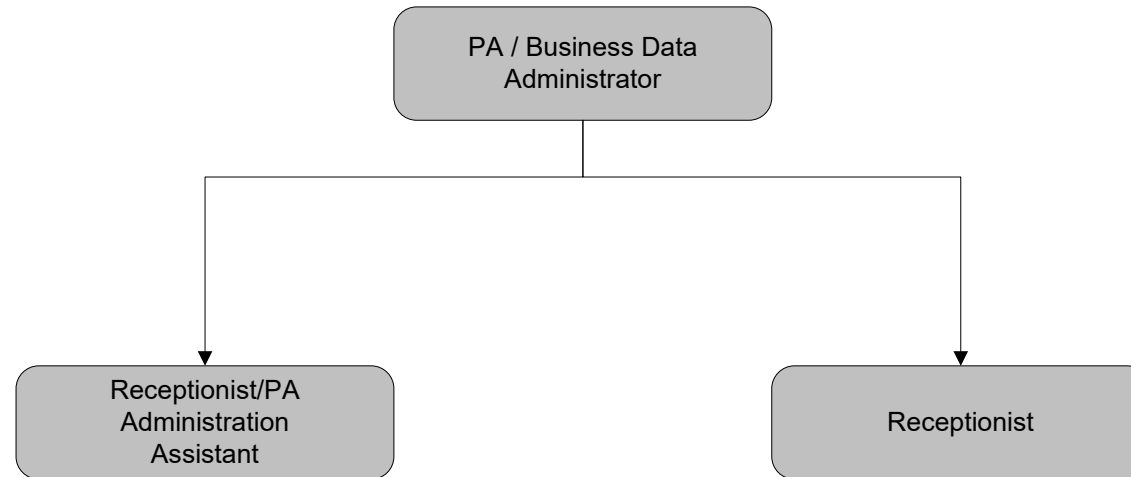 PA / Business Data
Administrator
Receptionist/PA
Administration
Assistant
Receptionist